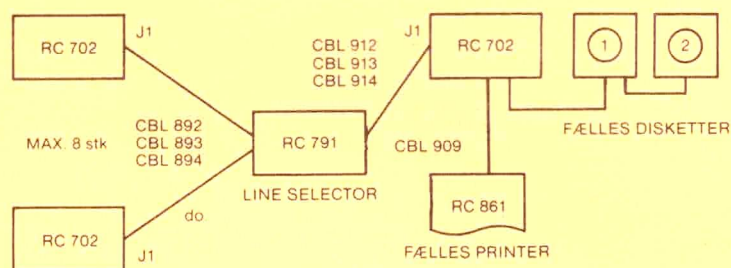 RC 702
J1
CBL 912
CBL 913
CBL 914
J1
RC 702
1
2
FÆLLES DISKETTER
MAX. 8 stk
CBL 892
CBL 893
CBL 894
RC 791
LINE SELECTOR
CBL 909
RC 861
FÆLLES PRINTER
do
RC 702
J1